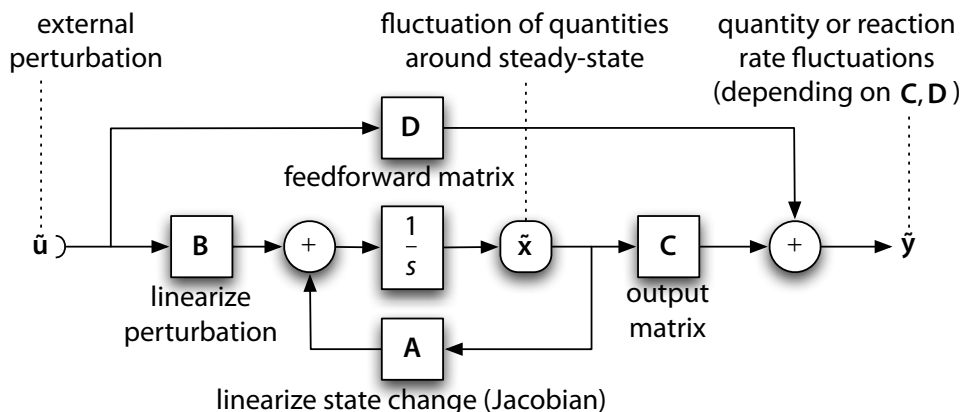 external
perturbation
fluctuation of quantities
around steady-state
quantity or reaction
rate fluctuations
(depending on C, D )
D
feedforward matrix
ũ
B
+
1
s
x̃
C
+
ỹ
linearize
perturbation
output
matrix
A
linearize state change (Jacobian)